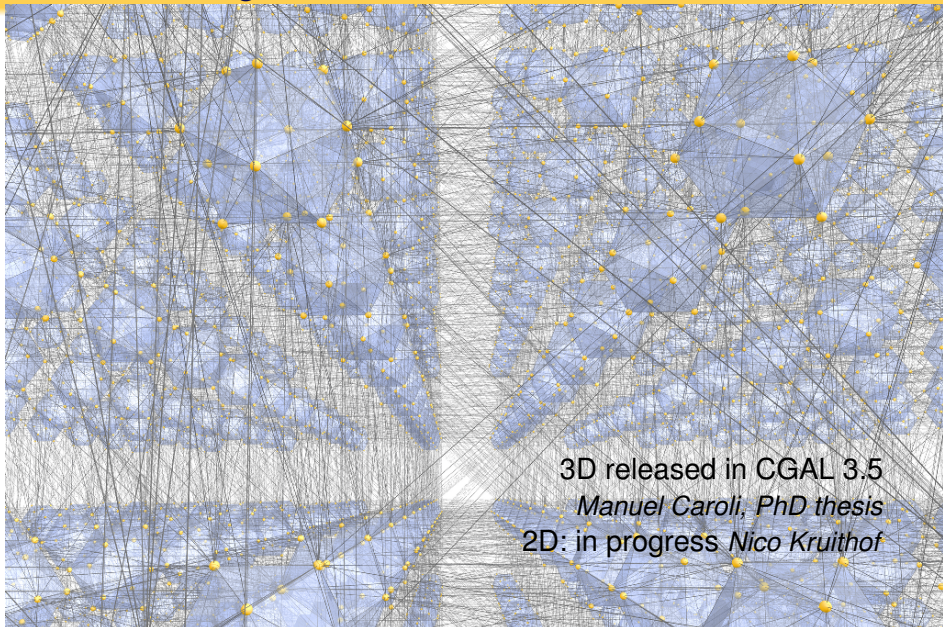 3D released in CGAL 3.5
Manuel Caroli, PhD thesis
2D: in progress Nico Kruithof